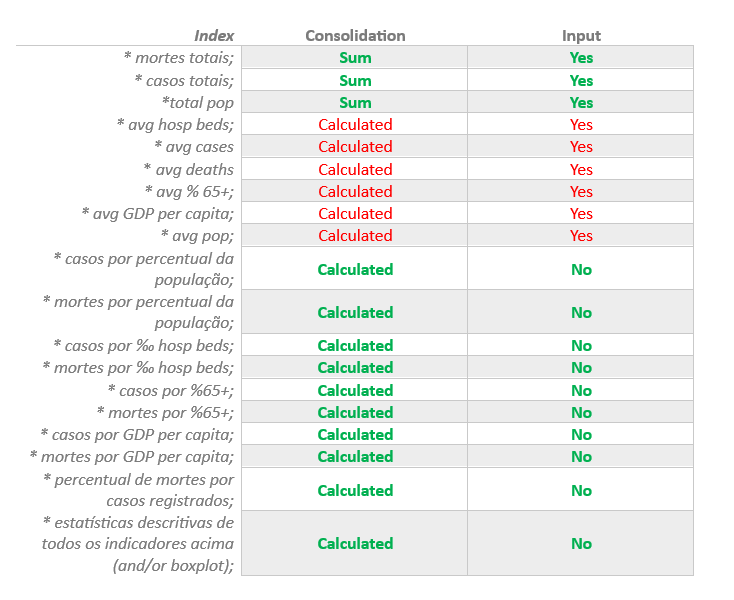 Index Consolidation Input
* mortes totais; Sum Yes
* casos totais; Sum Yes
*total pop Sum Yes
* avg hosp beds; Calculated Yes
* avg cases Calculated Yes
* avg deaths Calculated Yes
* avg % 65+; Calculated Yes
* avg GDP per capita; Calculated Yes
* avg pop; Calculated Yes
* casos por percentual da
população; Calculated No
* mortes por percentual da
população; Calculated No
* casos por ‰ hosp beds; Calculated No
* mortes por ‰ hosp beds; Calculated No
* casos por %65+; Calculated No
* mortes por %65+; Calculated No
* casos por GDP per capita; Calculated No
* mortes por GDP per capita; Calculated No
* percentual de mortes por
casos registrados; Calculated No
* estatísticas descritivas de
todos os indicadores acima Calculated No
(and/or boxplot);